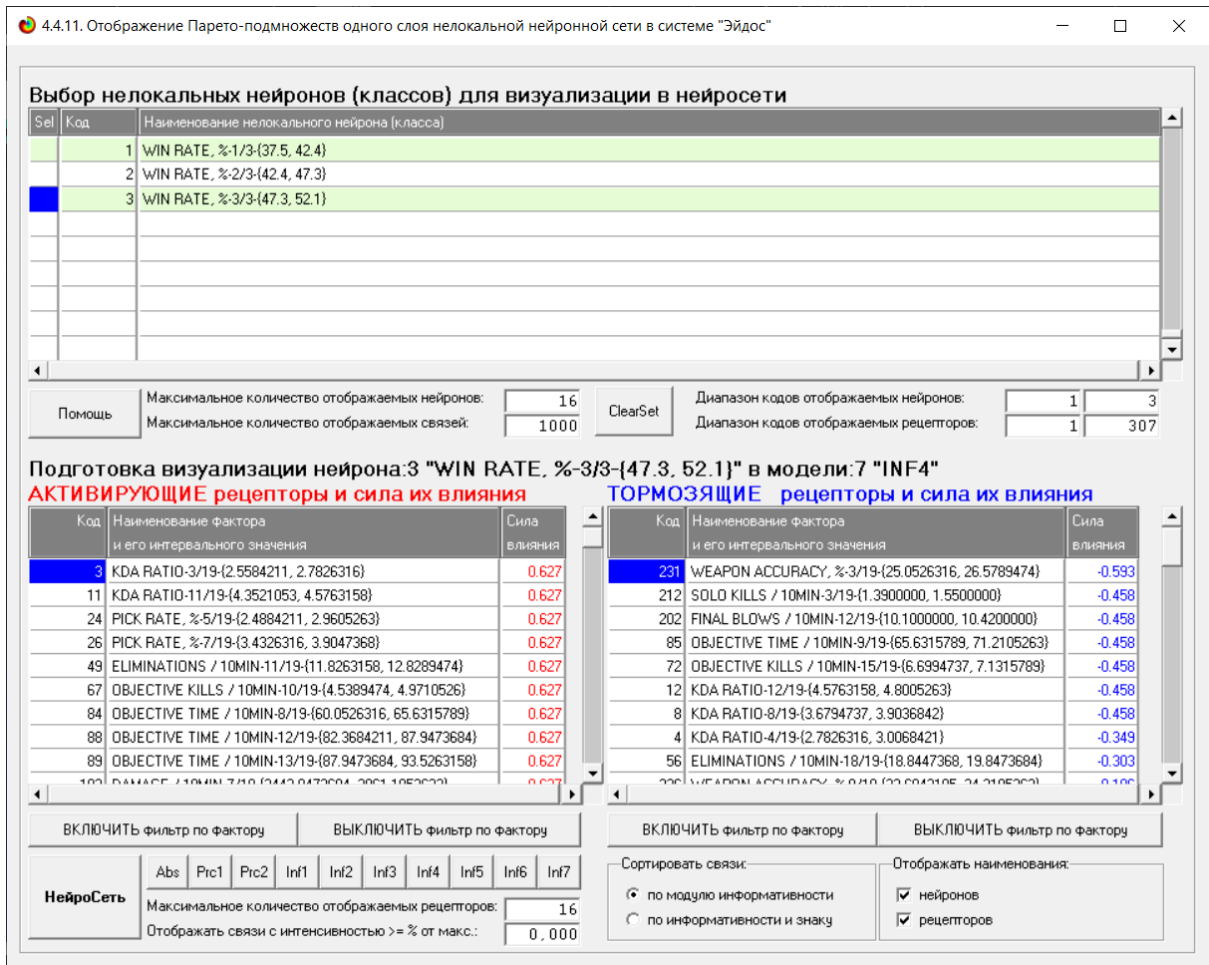 4.4.11. Отображение Парето-подмножеств одного слоя нелокальной нейронной сети в системе "Эйдос"
Выбор нелокальных нейронов (классов) для визуализации в нейросети
Sel Код Наименование нелокального нейрона (класса)
1 WIN RATE, %-1/3-{37.5, 42.4}
2 WIN RATE, %-2/3-{42.4, 47.3}
3 WIN RATE, %-3/3-{47.3, 52.1}
Помощь
Максимальное количество отображаемых нейронов: 16
Максимальное количество отображаемых связей: 1000
ClearSet
Диапазон кодов отображаемых нейронов: 1 3
Диапазон кодов отображаемых рецепторов: 1 307
Подготовка визуализации нейрона:3 "WIN RATE, %-3/3-{47.3, 52.1}" в модели:7 "INF4"
АКТИВИРУЮЩИЕ рецепторы и сила их влияния
Код Наименование фактора Сила
и его интервального значения влияния
3 KDA RATIO-3/19-{2.5584211, 2.7826316} 0.627
11 KDA RATIO-11/19-{4.3521053, 4.5763158} 0.627
24 PICK RATE, %-5/19-{2.4884211, 2.9605263} 0.627
26 PICK RATE, %-7/19-{3.4326316, 3.9047368} 0.627
49 ELIMINATIONS / 10MIN-11/19-{11.8263158, 12.8289474} 0.627
67 OBJECTIVE KILLS / 10MIN-10/19-{4.5389474, 4.9710526} 0.627
84 OBJECTIVE TIME / 10MIN-8/19-{60.0526316, 65.6315789} 0.627
88 OBJECTIVE TIME / 10MIN-12/19-{82.3684211, 87.9473684} 0.627
89 OBJECTIVE TIME / 10MIN-13/19-{87.9473684, 93.5263158} 0.627
ТОРМОЗЯЩИЕ рецепторы и сила их влияния
Код Наименование фактора Сила
и его интервального значения влияния
231 WEAPON ACCURACY, %-3/19-{25.0526316, 26.5789474} -0.593
212 SOLO KILLS / 10MIN-3/19-{1.3900000, 1.5500000} -0.458
202 FINAL BLOWS / 10MIN-12/19-{10.1000000, 10.4200000} -0.458
85 OBJECTIVE TIME / 10MIN-9/19-{65.6315789, 71.2105263} -0.458
72 OBJECTIVE KILLS / 10MIN-15/19-{6.6994737, 7.1315789} -0.458
12 KDA RATIO-12/19-{4.5763158, 4.8005263} -0.458
8 KDA RATIO-8/19-{3.6794737, 3.9036842} -0.458
4 KDA RATIO-4/19-{2.7826316, 3.0068421} -0.349
56 ELIMINATIONS / 10MIN-18/19-{18.8447368, 19.8473684} -0.303
ВКЛЮЧИТЬ фильтр по фактору
ВЫКЛЮЧИТЬ фильтр по фактору
ВКЛЮЧИТЬ фильтр по фактору
ВЫКЛЮЧИТЬ фильтр по фактору
НейроСеть
Abs Prc1 Prc2 Inf1 Inf2 Inf3 Inf4 Inf5 Inf6 Inf7
Максимальное количество отображаемых рецепторов: 16
Отображать связи с интенсивностью >= % от макс.: 0,000
Сортировать связи:
по модулю информативности
по информативности и знаку
Отображать наименования:
нейронов
рецепторов